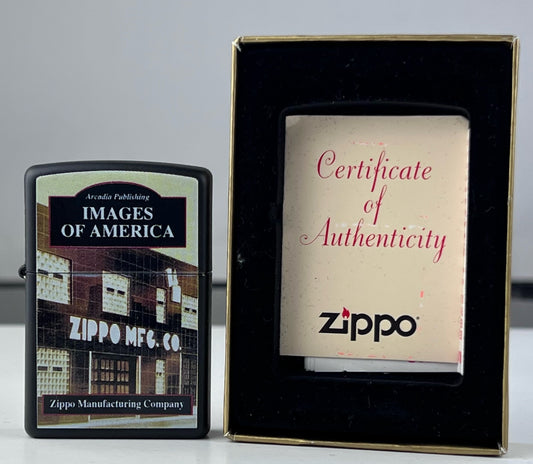 Arcadia Publishing
IMAGES
OF AMERICA
ZIPPO MFG. CO.
Zippo Manufacturing Company
Certificate
of
Authenticity
zippo®